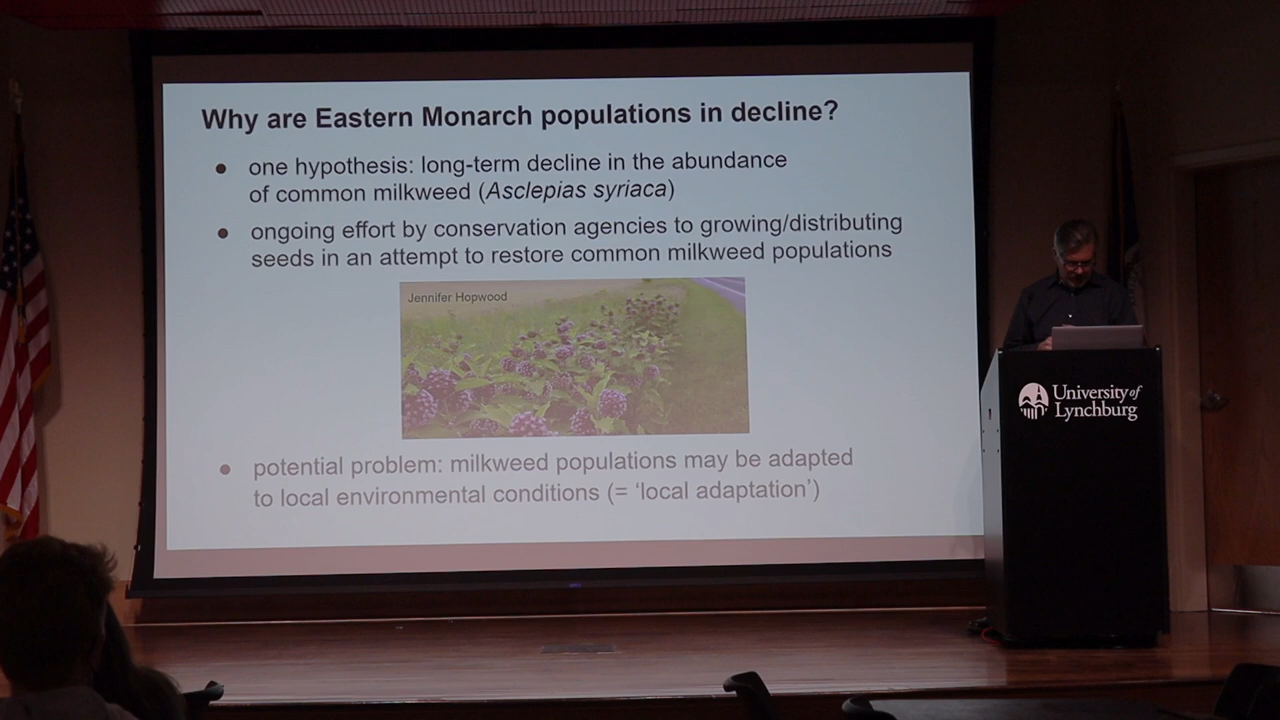 Why are Eastern Monarch populations in decline?
● one hypothesis: long-term decline in the abundance
of common milkweed (Asclepias syriaca)
● ongoing effort by conservation agencies to growing/distributing
seeds in an attempt to restore common milkweed populations
Jennifer Hopwood
● potential problem: milkweed populations may be adapted
to local environmental conditions (= ‘local adaptation’)
University of
Lynchburg